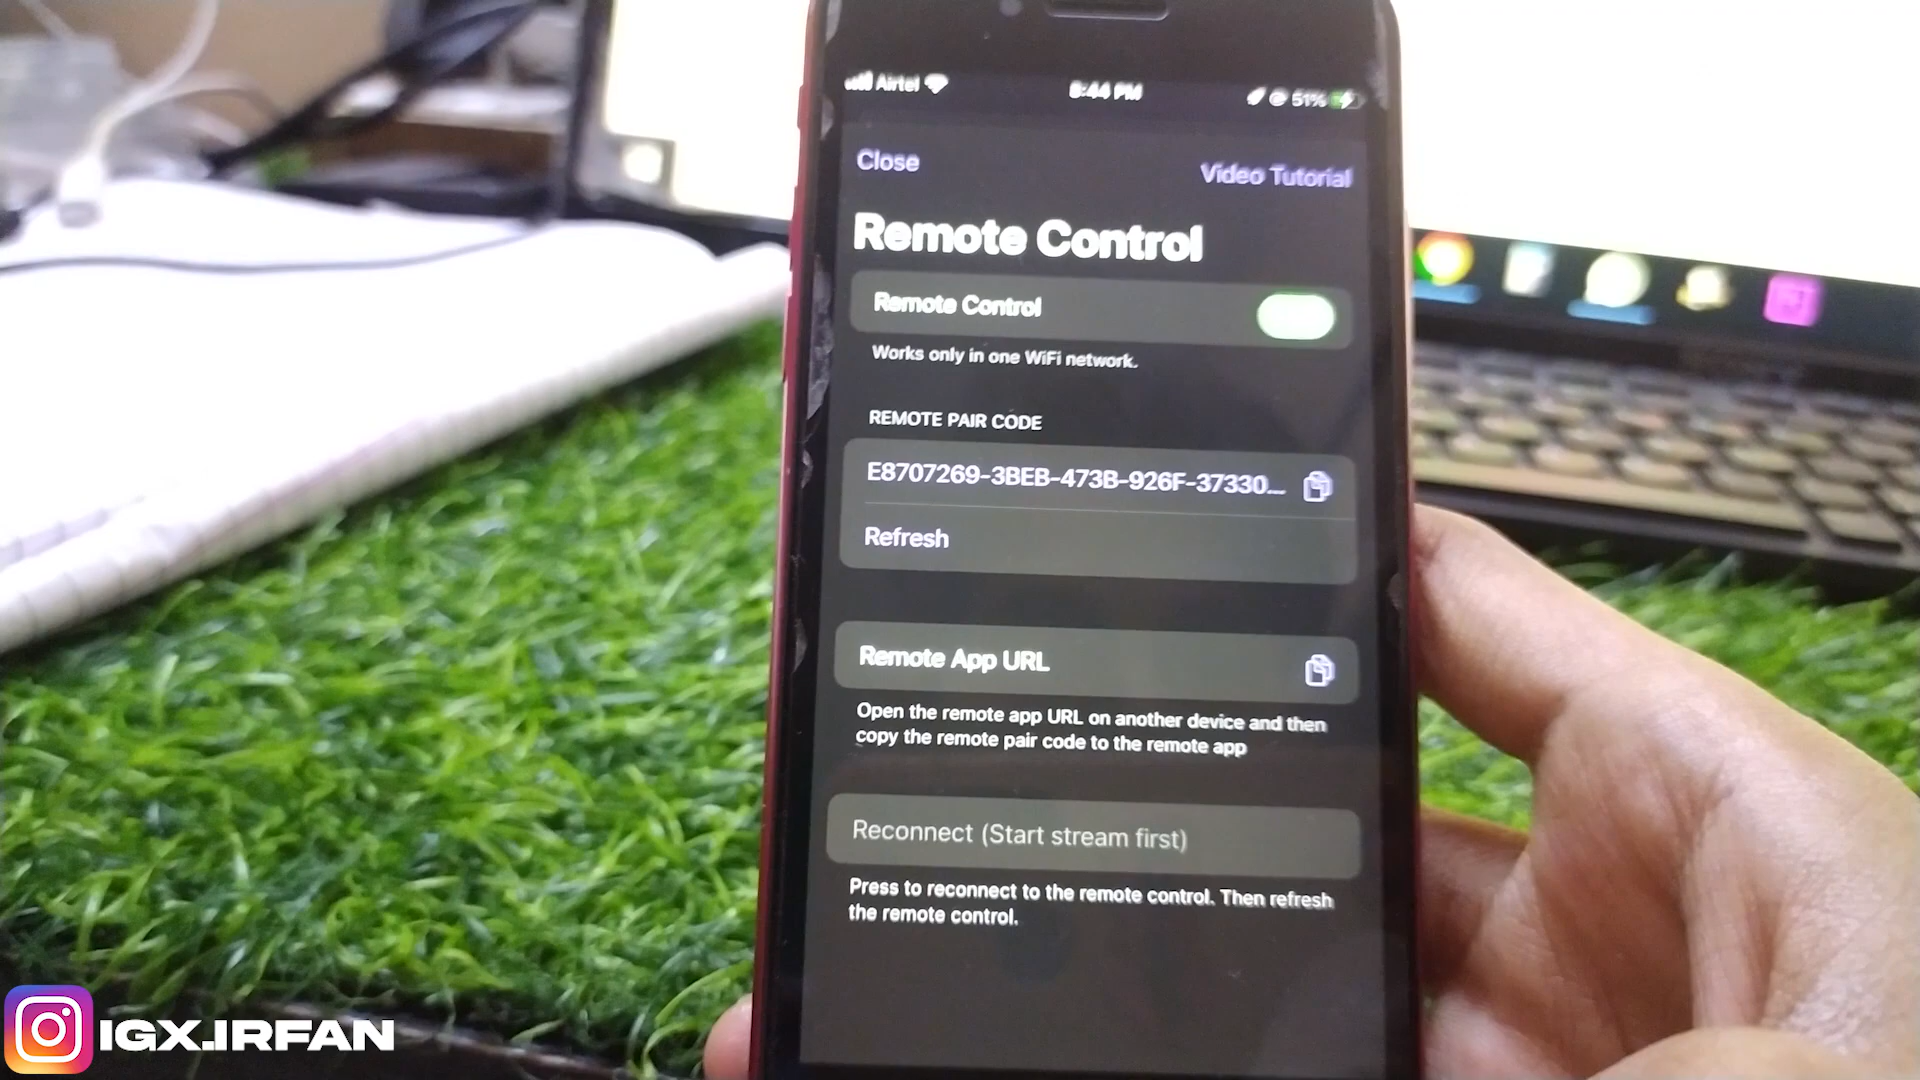 Airtel
8:44 PM
51%
Close
Video Tutorial
Remote Control
Remote Control
Works only in one WiFi network.
REMOTE PAIR CODE
E8707269-3BEB-473B-926F-37330...
Refresh
Remote App URL
Open the remote app URL on another device and then
copy the remote pair code to the remote app
Reconnect (Start stream first)
Press to reconnect to the remote control. Then refresh
the remote control.
IGX.IRFAN